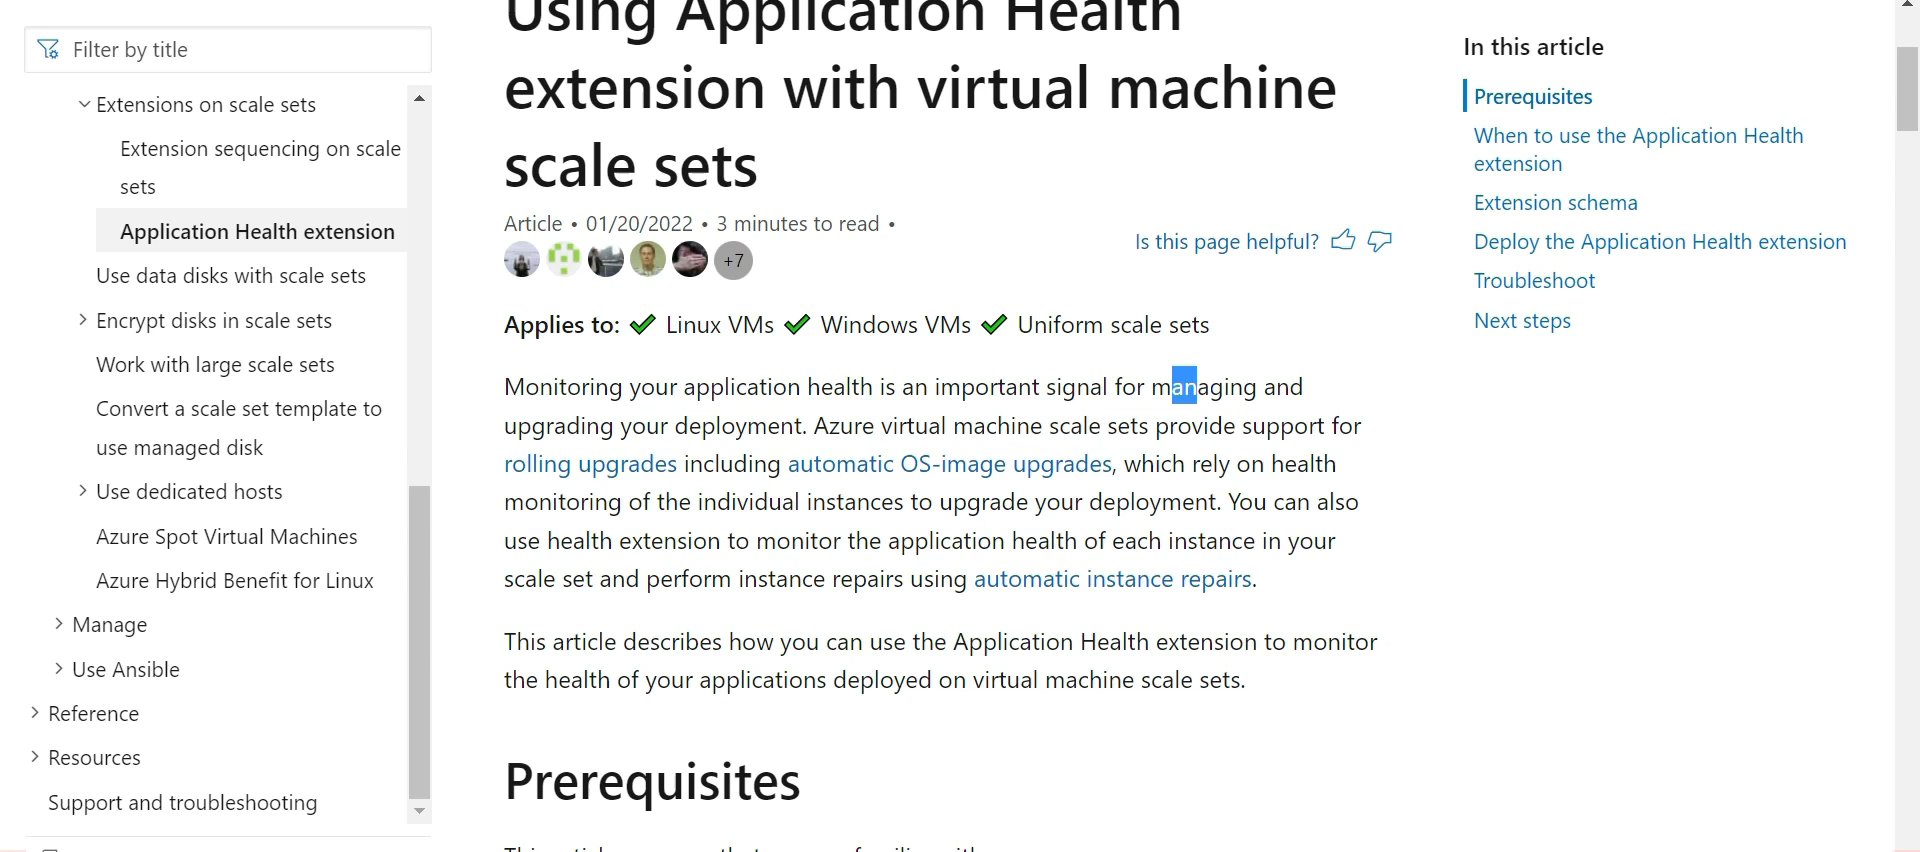 Filter by title
Extensions on scale sets
Extension sequencing on scale
sets
Application Health extension
Use data disks with scale sets
Encrypt disks in scale sets
Work with large scale sets
Convert a scale set template to
use managed disk
Use dedicated hosts
Azure Spot Virtual Machines
Azure Hybrid Benefit for Linux
Manage
Use Ansible
Reference
Resources
Support and troubleshooting
Using Application Health
extension with virtual machine
scale sets
Article • 01/20/2022 • 3 minutes to read •
+7
Is this page helpful?
Applies to: ✔ Linux VMs ✔ Windows VMs ✔ Uniform scale sets
Monitoring your application health is an important signal for managing and
upgrading your deployment. Azure virtual machine scale sets provide support for
rolling upgrades including automatic OS-image upgrades, which rely on health
monitoring of the individual instances to upgrade your deployment. You can also
use health extension to monitor the application health of each instance in your
scale set and perform instance repairs using automatic instance repairs.
This article describes how you can use the Application Health extension to monitor
the health of your applications deployed on virtual machine scale sets.
Prerequisites
In this article
Prerequisites
When to use the Application Health
extension
Extension schema
Deploy the Application Health extension
Troubleshoot
Next steps